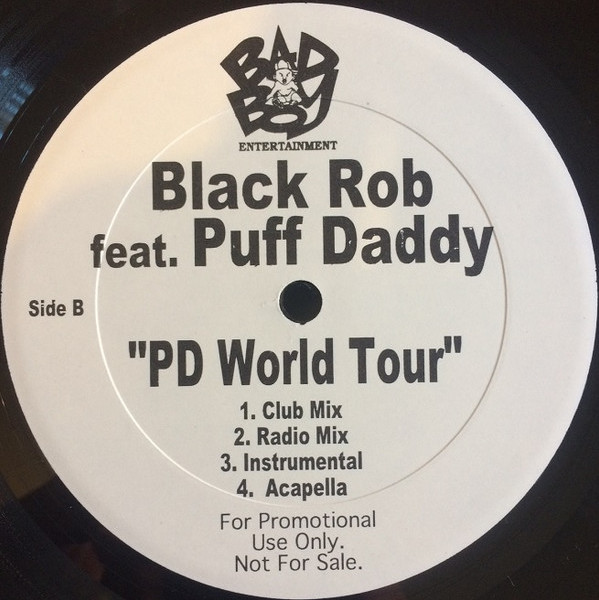 BAD
BOY
ENTERTAINMENT
Black Rob
feat. Puff Daddy
Side B
"PD World Tour"
1. Club Mix
2. Radio Mix
3. Instrumental
4. Acapella
For Promotional
Use Only.
Not For Sale.